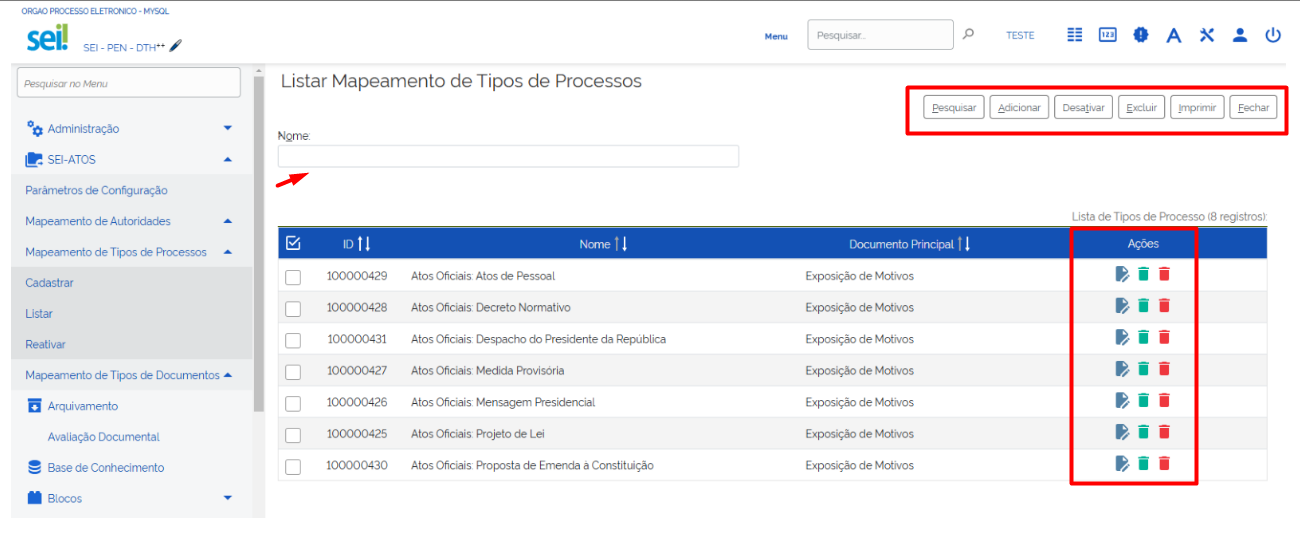 ORGAO PROCESSO ELETRONICO - MYSQL
sei!
SEI - PEN - DTH++
Menu
Pesquisar...
TESTE
123
A
Pesquisar no Menu
Administração
SEI-ATOS
Parâmetros de Configuração
Mapeamento de Autoridades
Mapeamento de Tipos de Processos
Cadastrar
Listar
Reativar
Mapeamento de Tipos de Documentos
Arquivamento
Avaliação Documental
Base de Conhecimento
Blocos
Listar Mapeamento de Tipos de Processos
Pesquisar Adicionar Desativar Excluir Imprimir Fechar
Nome:
Lista de Tipos de Processo (8 registros):
ID Nome Documento Principal Ações
100000429 Atos Oficiais: Atos de Pessoal Exposição de Motivos
100000428 Atos Oficiais: Decreto Normativo Exposição de Motivos
100000431 Atos Oficiais: Despacho do Presidente da República Exposição de Motivos
100000427 Atos Oficiais: Medida Provisória Exposição de Motivos
100000426 Atos Oficiais: Mensagem Presidencial Exposição de Motivos
100000425 Atos Oficiais: Projeto de Lei Exposição de Motivos
100000430 Atos Oficiais: Proposta de Emenda à Constituição Exposição de Motivos